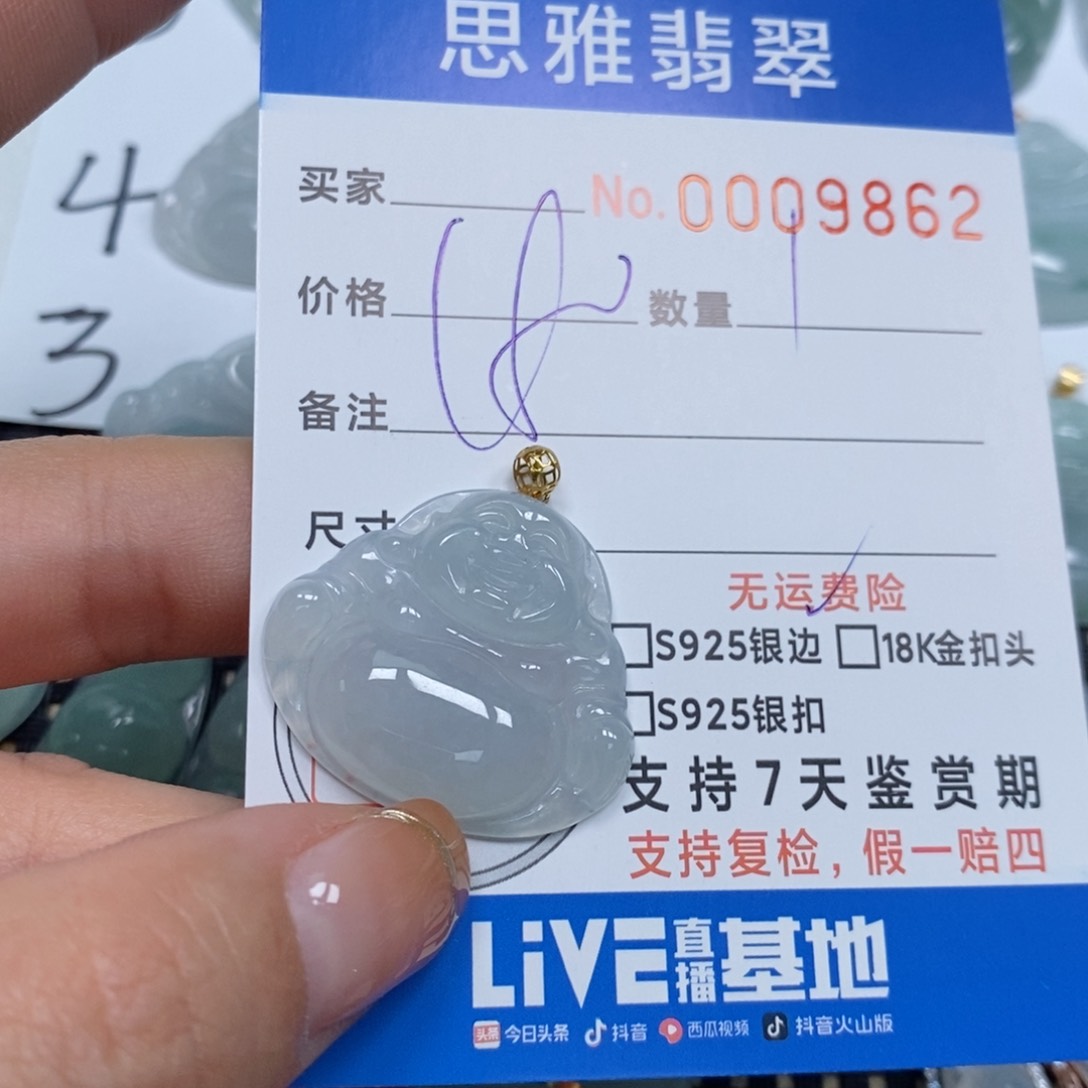 思雅翡翠
4
3
买家 No.0009862
价格 数量 1
备注
尺寸
无运费险
□S925银边 □18K金扣头
□S925银扣
支持7天鉴赏期
支持复检，假一赔四
LiVE直播基地
头条 今日头条 抖音 西瓜视频 抖音火山版